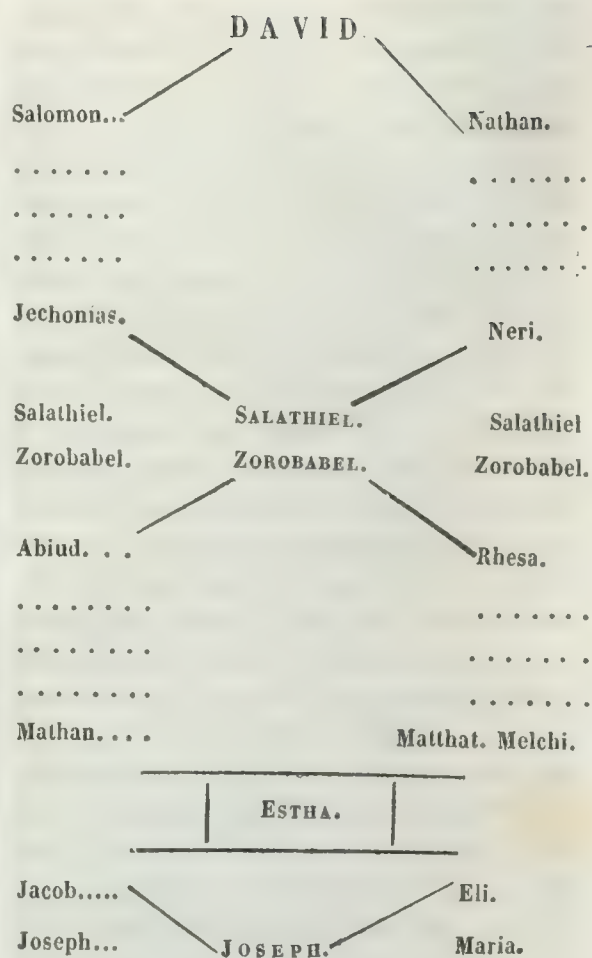 DAVID.
Salomon... Nathan.
. . . . . . . . . . . . . .
. . . . . . . . . . . . . .
. . . . . . . . . . . . . .
Jechonias. Neri.
Salathiel. SALATHIEL. Salathiel
Zorobabel. ZOROBABEL. Zorobabel.
Abiud. . . Rhesa.
. . . . . . . . . . . . . . .
. . . . . . . . . . . . . . .
. . . . . . . . . . . . . . .
Mathan. . . . Matthat. Melchi.
ESTHA.
Jacob..... Eli.
Joseph... JOSEPH. Maria.